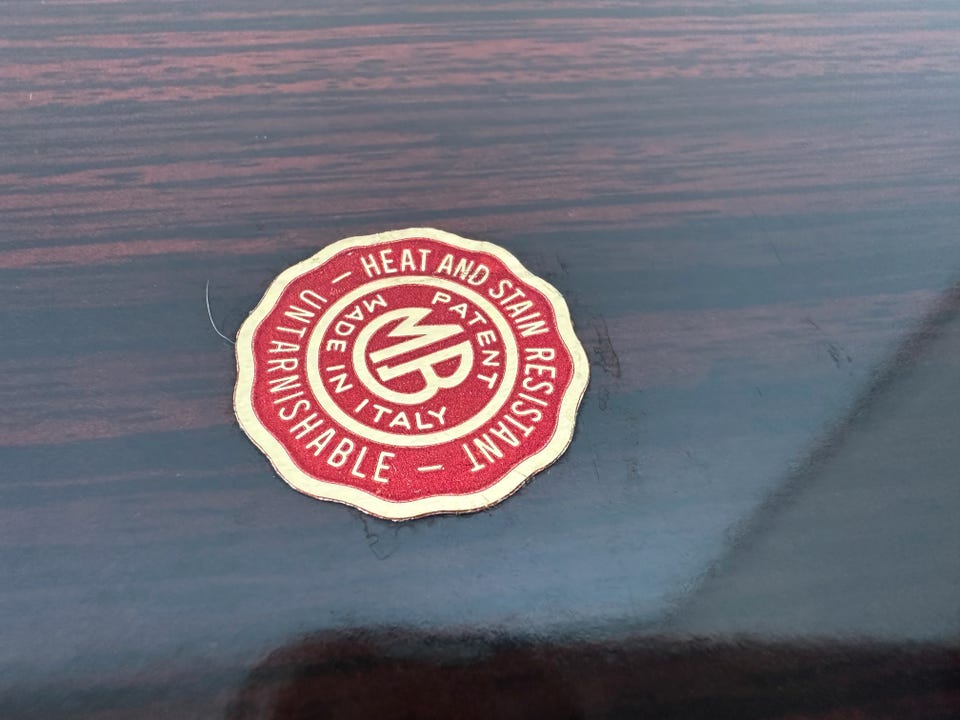 HEAT AND STAIN RESISTANT — UNTARNISHABLE —
MADE IN ITALY
PATENT
MB